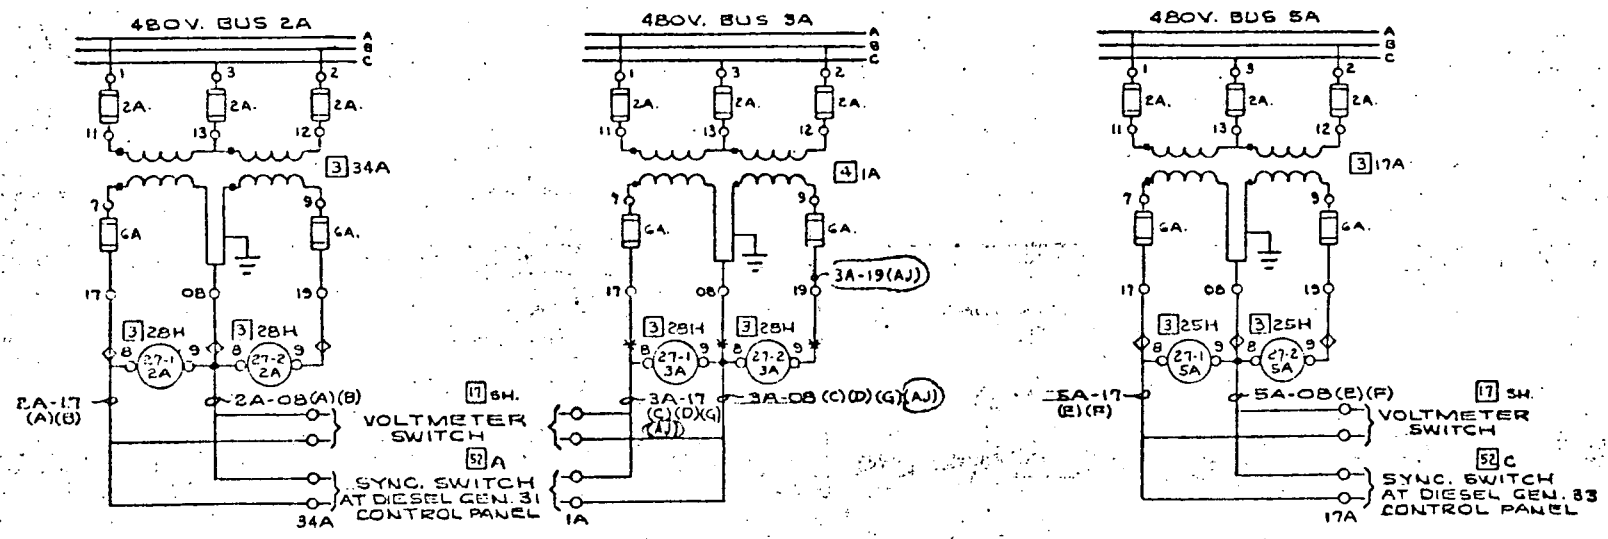 480V. BUS 2A
A
B
C
1
3
2
2A.
2A.
2A.
11
13
12
3 34A
7
9
6A
6A.
17
08
19
3 28H
3 28H
8
27-1
2A
9
8
27-2
2A
9
2A-17
(A)(B)
2A-08(A)(B)
17 SH.
VOLTMETER
SWITCH
52 A
SYNC. SWITCH
AT DIESEL GEN. 31
CONTROL PANEL
34A
480V. BUS 3A
A
B
C
1
3
2
2A.
2A.
2A.
11
13
12
4 1A
7
9
6A.
6A.
3A-19(AJ)
17
08
19
3 28H
3 28H
8
27-1
3A
9
8
27-2
3A
9
3A-17
(C)(D)(G)
(AJ)
3A-08(C)(D)(G)(AJ)
1A
480V. BUS 5A
A
B
C
1
3
2
2A.
2A.
2A.
11
13
12
3 17A
7
9
6A.
6A.
17
08
19
3 25H
3 25H
8
27-1
5A
9
8
27-2
5A
9
5A-17
(E)(F)
5A-08(E)(F)
17 SH.
VOLTMETER
SWITCH
52 C
SYNC. SWITCH
AT DIESEL GEN. 33
CONTROL PANEL
17A